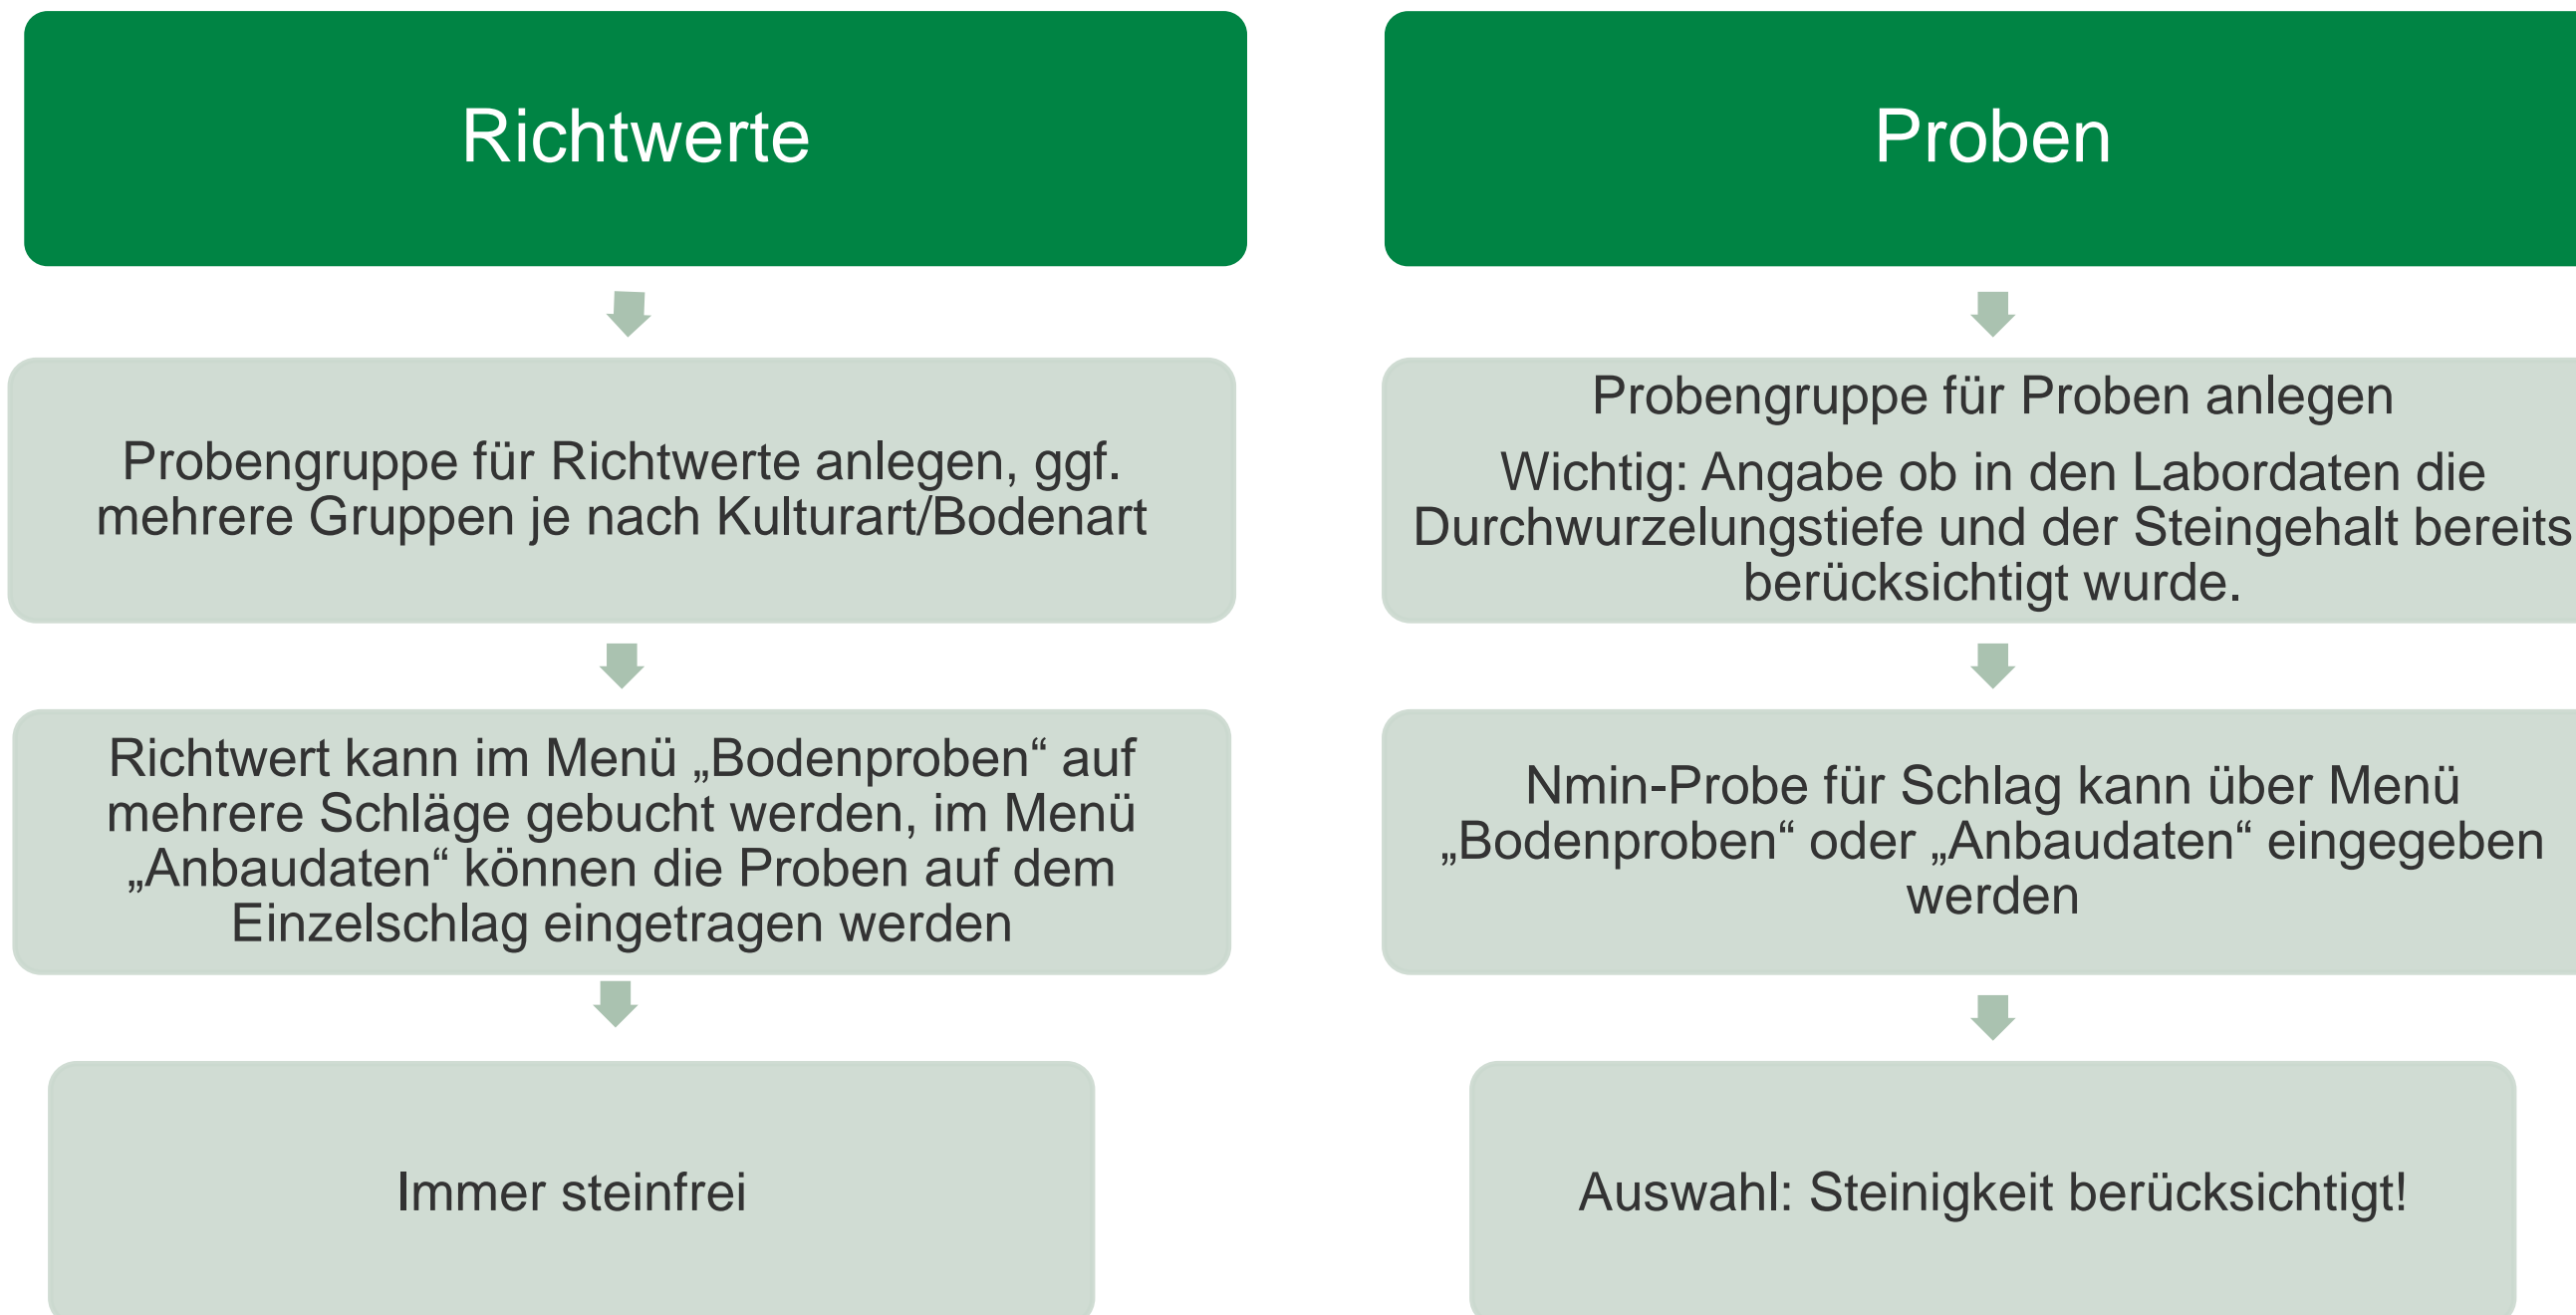 Richtwerte
Probengruppe für Richtwerte anlegen, ggf.
mehrere Gruppen je nach Kulturart/Bodenart
Richtwert kann im Menü „Bodenproben“ auf
mehrere Schläge gebucht werden, im Menü
„Anbaudaten“ können die Proben auf dem
Einzelschlag eingetragen werden
Immer steinfrei
Proben
Probengruppe für Proben anlegen
Wichtig: Angabe ob in den Labordaten die
Durchwurzelungstiefe und der Steingehalt bereits
berücksichtigt wurde.
Nmin-Probe für Schlag kann über Menü
„Bodenproben“ oder „Anbaudaten“ eingegeben
werden
Auswahl: Steinigkeit berücksichtigt!